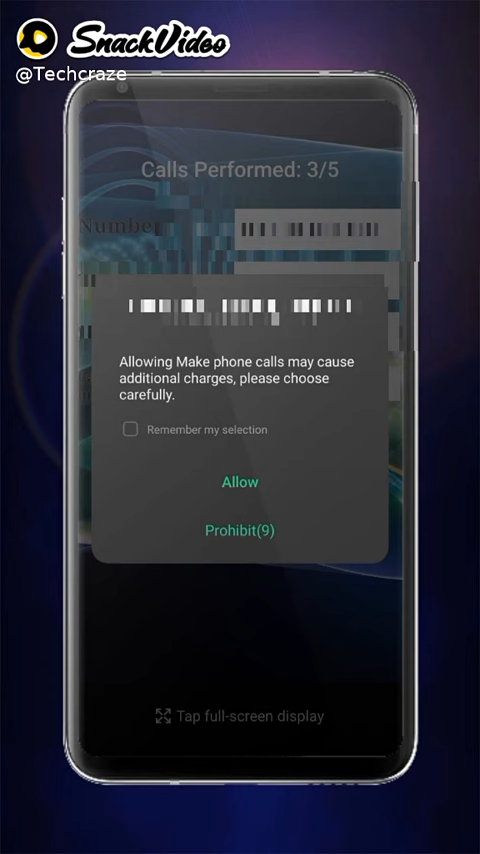 SnackVideo
@Techcraze
Calls Performed: 3/5
Number
Allowing Make phone calls may cause
additional charges, please choose
carefully.
Remember my selection
Allow
Prohibit(9)
Tap full-screen display